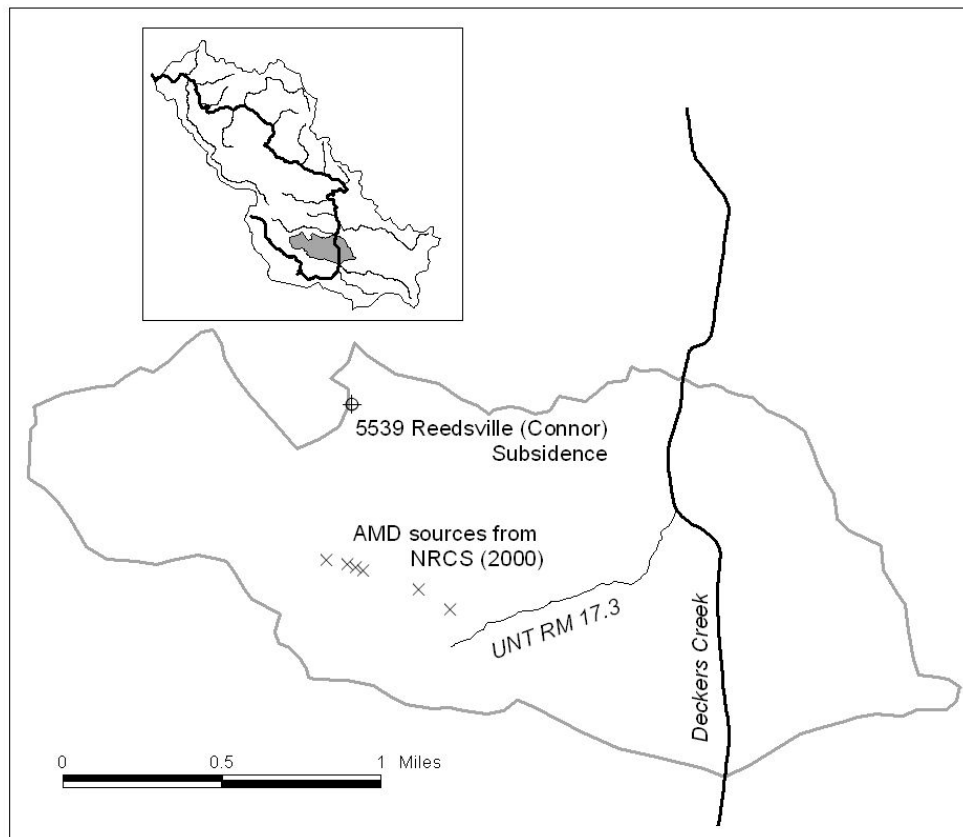 5539 Reedsville (Connor)
Subsidence
AMD sources from
NRCS (2000)
UNT RM 17.3
Deckers Creek
0 0.5 1 Miles